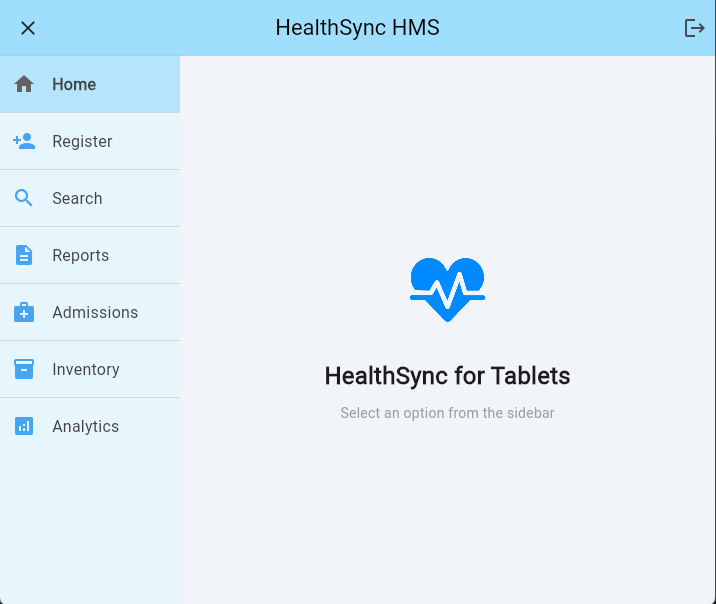 HealthSync HMS
Home
Register
Search
Reports
Admissions
Inventory
Analytics
HealthSync for Tablets
Select an option from the sidebar